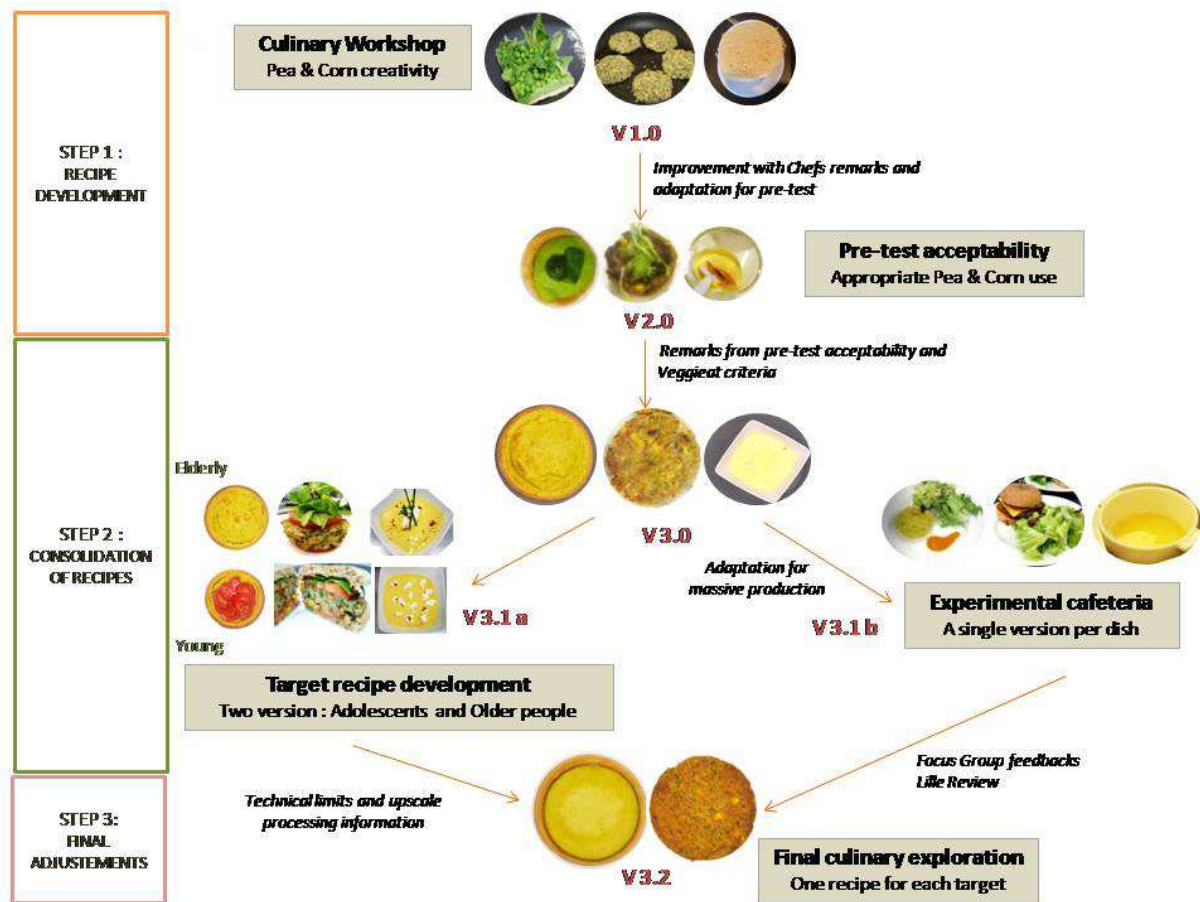 Culinary Workshop
Pea & Corn creativity
V1.0
STEP 1 :
RECIPE
DEVELOPMENT
Improvement with Chefs remarks and
adaptation for pre-test
Pre-test acceptability
Appropriate Pea & Corn use
V2.0
Remarks from pre-test acceptability and
Veggieat criteria
Elderly
STEP 2 :
CONSOLIDATION
OF RECIPES
V3.0
Adaptation for
massive production
V3.1 a
V3.1 b
Experimental cafeteria
A single version per dish
Young
Target recipe development
Two version : Adolescents and Older people
Focus Group feedbacks
Lille Review
Technical limits and upscale
processing information
STEP 3:
FINAL
ADJUSTEMENTS
V3.2
Final culinary exploration
One recipe for each target